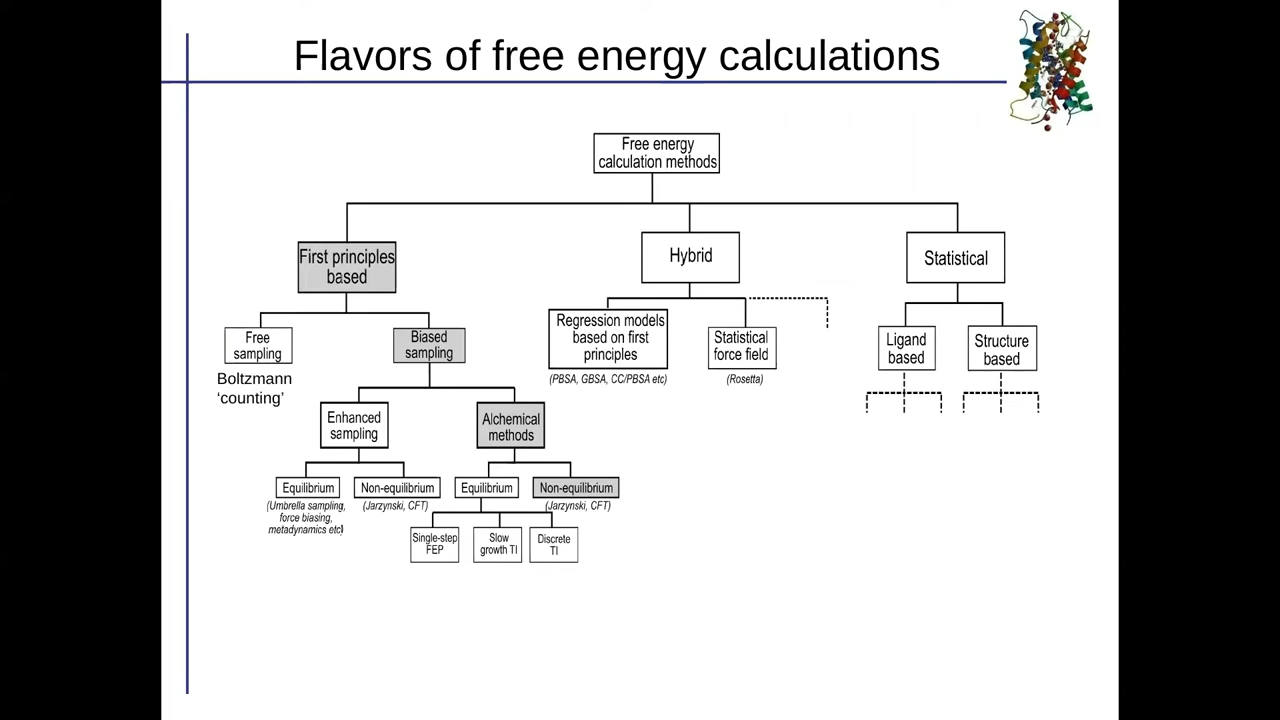 Flavors of free energy calculations
Free energy
calculation methods
First principles
based
Hybrid
Statistical
Free
sampling
Boltzmann
‘counting’
Biased
sampling
Regression models
based on first
principles
(PBSA, GBSA, CC/PBSA etc)
Statistical
force field
(Rosetta)
Ligand
based
Structure
based
Enhanced
sampling
Alchemical
methods
Equilibrium
(Umbrella sampling,
force biasing,
metadynamics etc)
Non-equilibrium
(Jarzynski, CFT)
Equilibrium
Non-equilibrium
(Jarzynski, CFT)
Single-step
FEP
Slow
growth TI
Discrete
TI